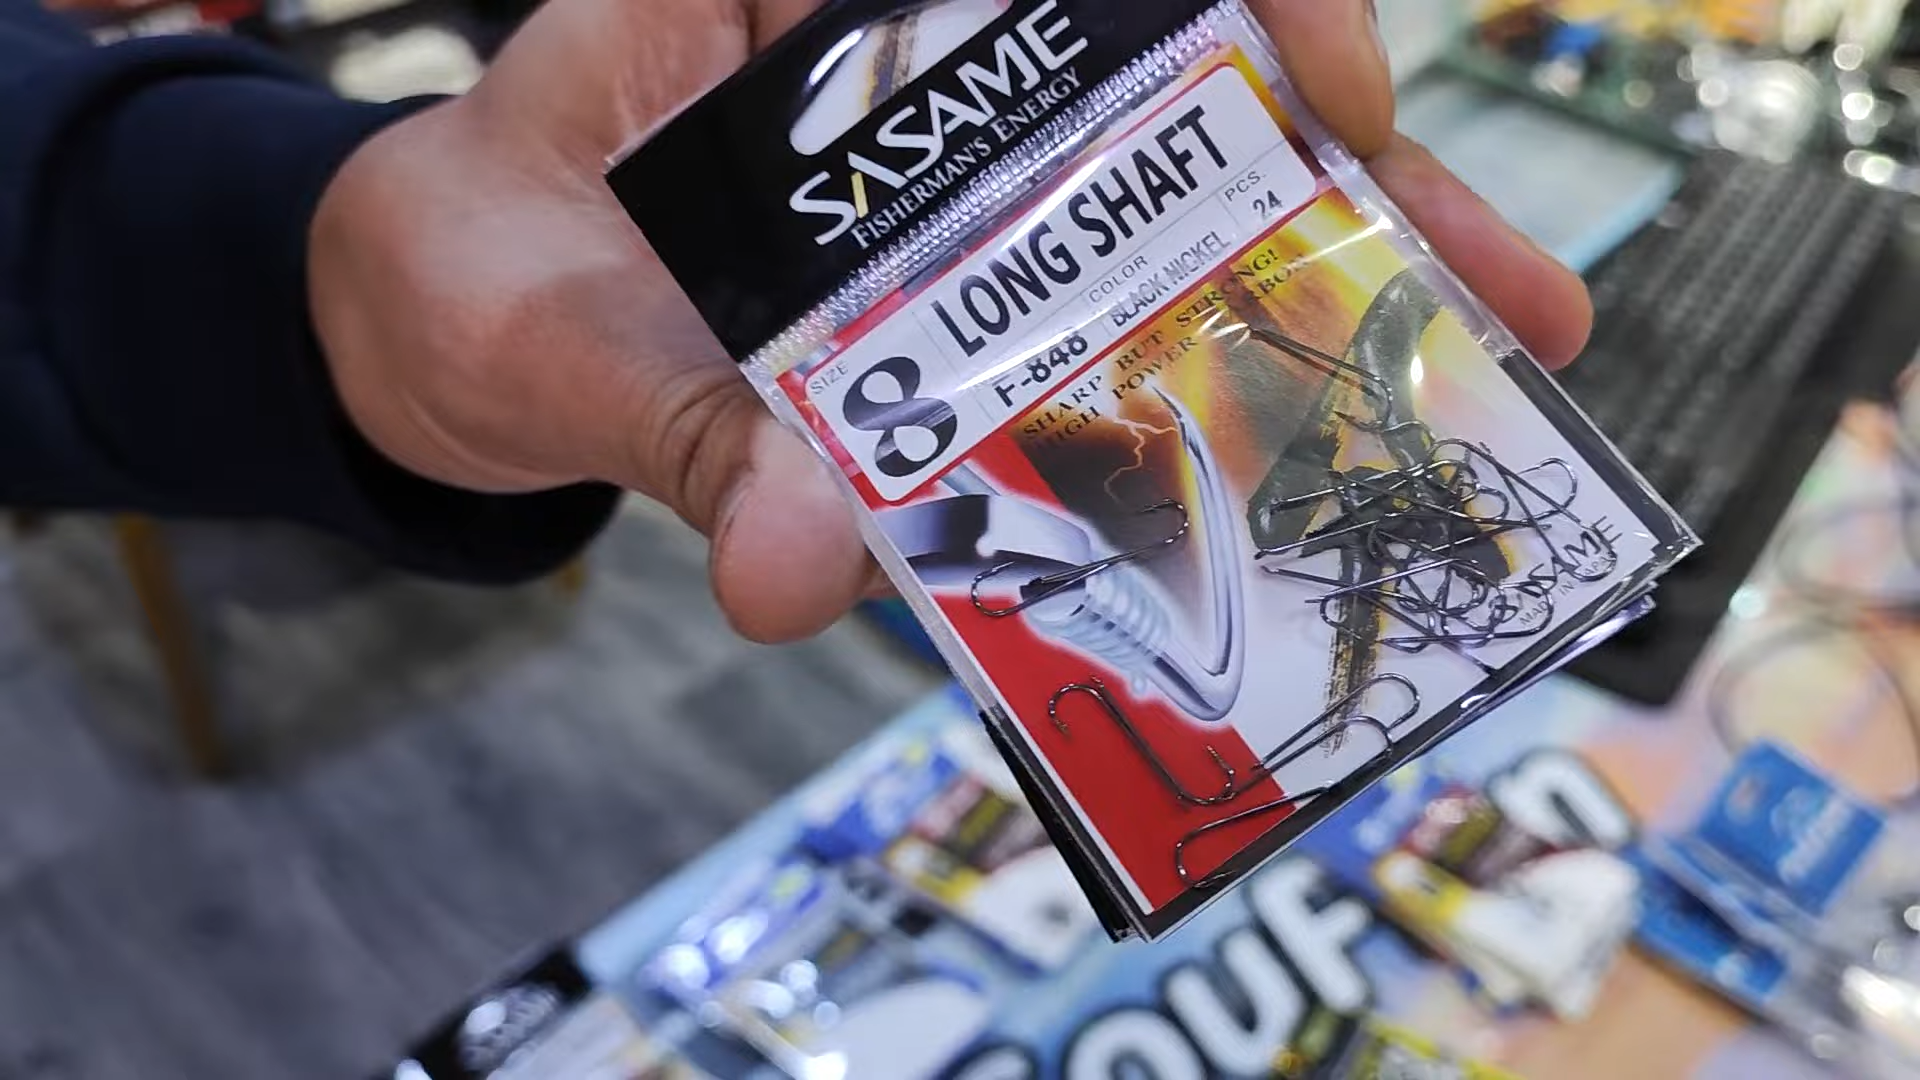 SASAME
FISHERMAN'S ENERGY
LONG SHAFT
PCS.
24
COLOR
BLACK NICKEL
SIZE
8
F-848
SHARP BUT STRONG!
HIGH POWER CARBON
SASAME
MADE IN JAPAN